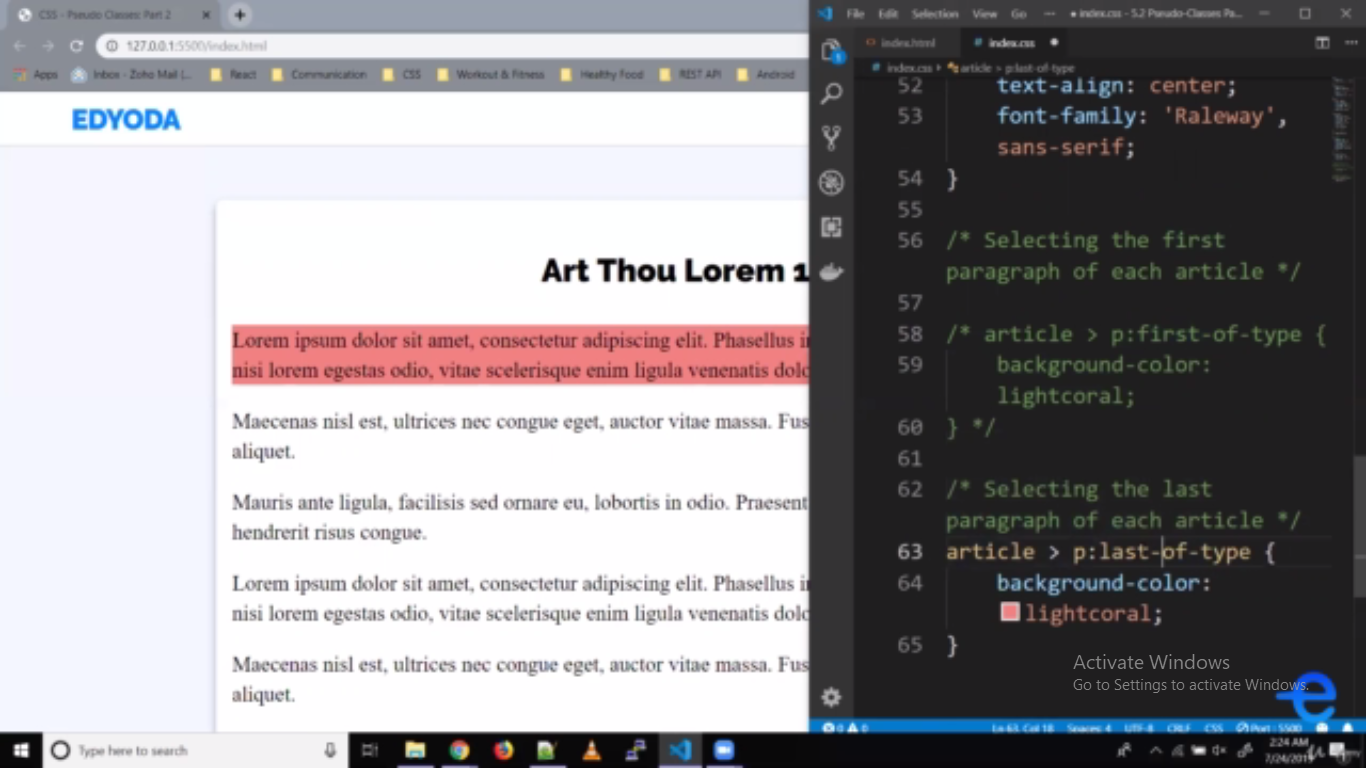 CSS - Pseudo Classes: Part 2
127.0.0.1:5500/index.html
Apps Inbox - Zoho Mail (... React Communication CSS Workout & Fitness Healthy Food REST API Android
EDYODA
Art Thou Lorem 1
Lorem ipsum dolor sit amet, consectetur adipiscing elit. Phasellus i
nisi lorem egestas odio, vitae scelerisque enim ligula venenatis dolo
Maecenas nisl est, ultrices nec congue eget, auctor vitae massa. Fus
aliquet.
Mauris ante ligula, facilisis sed ornare eu, lobortis in odio. Praesent
hendrerit risus congue.
Lorem ipsum dolor sit amet, consectetur adipiscing elit. Phasellus i
nisi lorem egestas odio, vitae scelerisque enim ligula venenatis dolo
Maecenas nisl est, ultrices nec congue eget, auctor vitae massa. Fus
aliquet.
File Edit Selection View Go ··· ● index.css - 5.2 Pseudo-Classes Pa...
index.html # index.css ●
# index.css > article > p:last-of-type
52 text-align: center;
53 font-family: 'Raleway',
sans-serif;
54 }
55
56 /* Selecting the first
paragraph of each article */
57
58 /* article > p:first-of-type {
59 background-color:
lightcoral;
60 } */
61
62 /* Selecting the last
paragraph of each article */
63 article > p:last-of-type {
64 background-color:
lightcoral;
65 }
Activate Windows
Go to Settings to activate Windows.
0 0 Ln 63, Col 18 Spaces: 4 UTF-8 CRLF CSS Port : 5500
Type here to search
2:24 AM